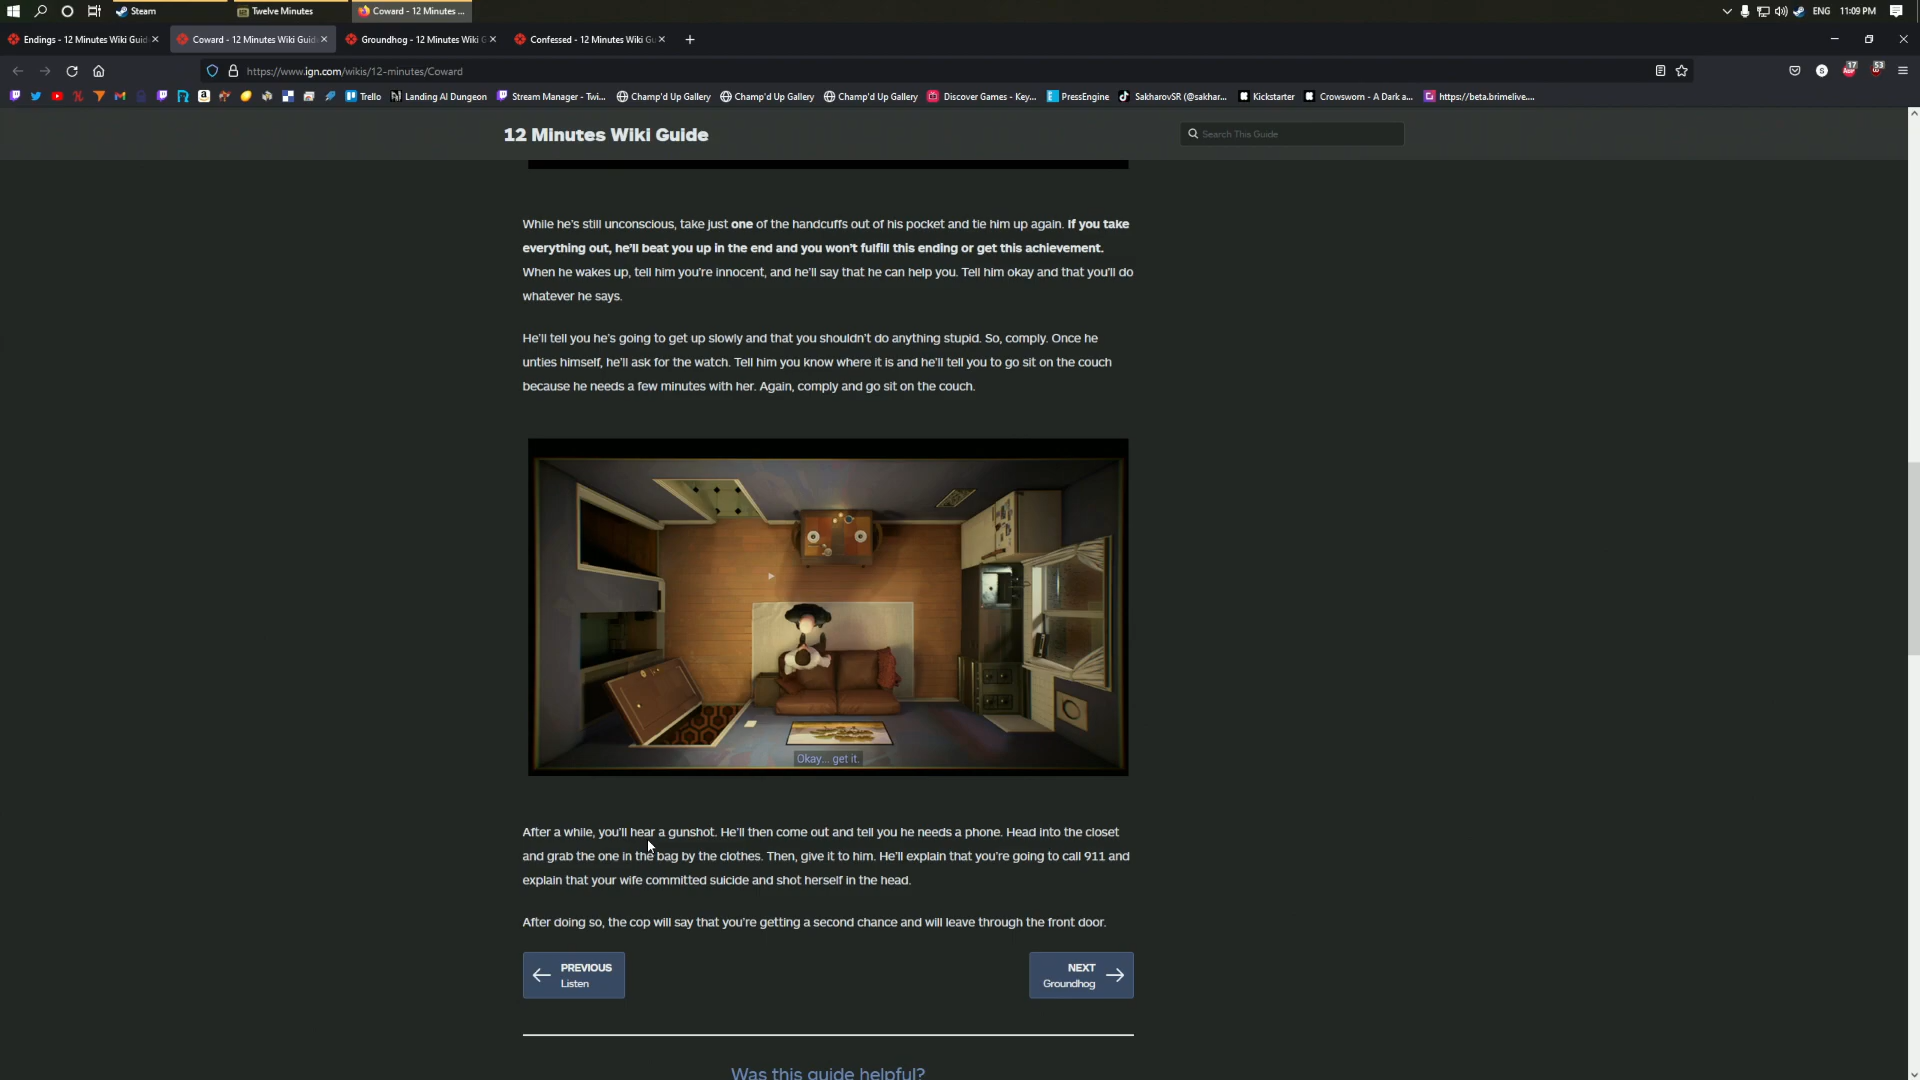 Steam
Twelve Minutes
Coward - 12 Minutes ...
ENG
11:09 PM
Endings - 12 Minutes Wiki Guid
Coward - 12 Minutes Wiki Guid
Groundhog - 12 Minutes Wiki G
Confessed - 12 Minutes Wiki Gu
https://www.ign.com/wikis/12-minutes/Coward
17
53
Trello
Landing AI Dungeon
Stream Manager - Twi...
Champ'd Up Gallery
Champ'd Up Gallery
Champ'd Up Gallery
Discover Games - Key...
PressEngine
SakharovSR (@sakhar...
Kickstarter
Crowsworn - A Dark a...
https://beta.brimelive....
12 Minutes Wiki Guide
Search This Guide
While he's still unconscious, take just one of the handcuffs out of his pocket and tie him up again. If you take
everything out, he'll beat you up in the end and you won't fulfill this ending or get this achievement.
When he wakes up, tell him you're innocent, and he'll say that he can help you. Tell him okay and that you'll do
whatever he says.
He'll tell you he's going to get up slowly and that you shouldn't do anything stupid. So, comply. Once he
unties himself, he'll ask for the watch. Tell him you know where it is and he'll tell you to go sit on the couch
because he needs a few minutes with her. Again, comply and go sit on the couch.
Okay... get it.
After a while, you'll hear a gunshot. He'll then come out and tell you he needs a phone. Head into the closet
and grab the one in the bag by the clothes. Then, give it to him. He'll explain that you're going to call 911 and
explain that your wife committed suicide and shot herself in the head.
After doing so, the cop will say that you're getting a second chance and will leave through the front door.
PREVIOUS
Listen
NEXT
Groundhog
Was this guide helpful?